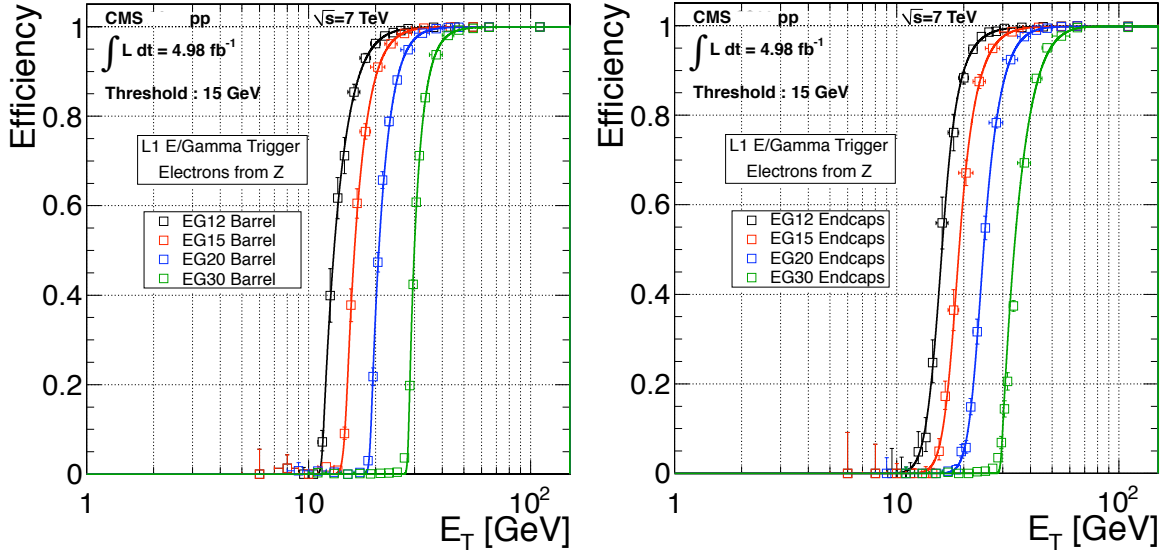 CMS pp √s=7 TeV
∫ L dt = 4.98 fb⁻¹
Threshold : 15 GeV
L1 E/Gamma Trigger
Electrons from Z
EG12 Barrel
EG15 Barrel
EG20 Barrel
EG30 Barrel
Efficiency
1
0.8
0.6
0.4
0.2
0
1 10 10²
E_T [GeV]
CMS pp √s=7 TeV
∫ L dt = 4.98 fb⁻¹
Threshold : 15 GeV
L1 E/Gamma Trigger
Electrons from Z
EG12 Endcaps
EG15 Endcaps
EG20 Endcaps
EG30 Endcaps
Efficiency
1
0.8
0.6
0.4
0.2
0
1 10 10²
E_T [GeV]